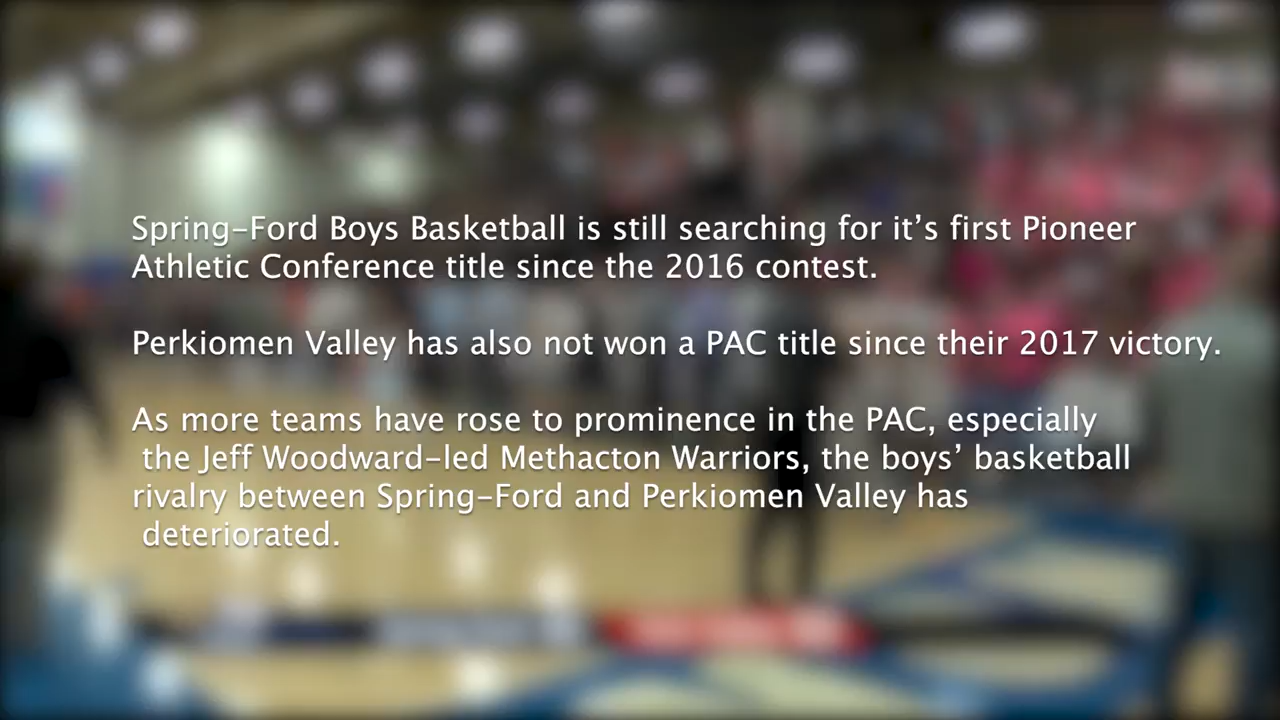 Spring-Ford Boys Basketball is still searching for it’s first Pioneer
Athletic Conference title since the 2016 contest.
Perkiomen Valley has also not won a PAC title since their 2017 victory.
As more teams have rose to prominence in the PAC, especially
the Jeff Woodward-led Methacton Warriors, the boys’ basketball
rivalry between Spring-Ford and Perkiomen Valley has
deteriorated.